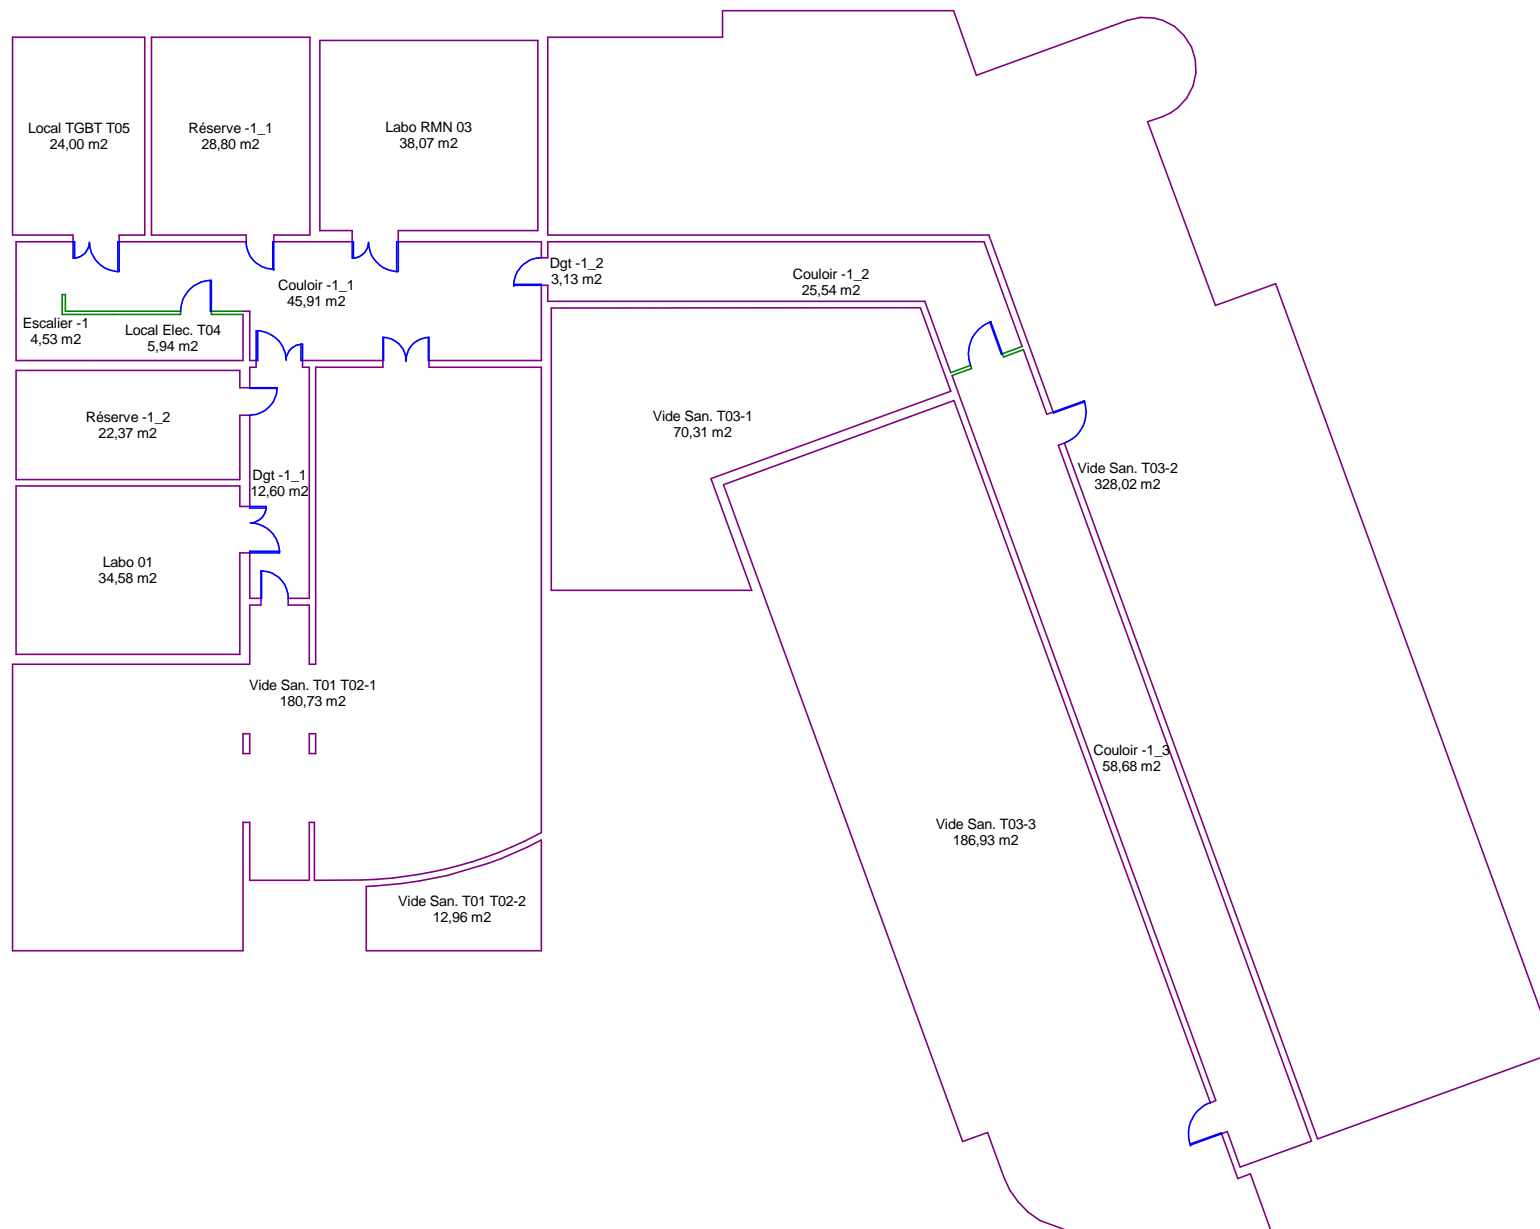 Local TGBT T05
24,00 m2
Réserve -1_1
28,80 m2
Labo RMN 03
38,07 m2
Dgt -1_2
3,13 m2
Couloir -1_2
25,54 m2
Couloir -1_1
45,91 m2
Escalier -1
4,53 m2
Local Elec. T04
5,94 m2
Réserve -1_2
22,37 m2
Vide San. T03-1
70,31 m2
Dgt -1_1
12,60 m2
Vide San. T03-2
328,02 m2
Labo 01
34,58 m2
Vide San. T01 T02-1
180,73 m2
Couloir -1_3
58,68 m2
Vide San. T03-3
186,93 m2
Vide San. T01 T02-2
12,96 m2